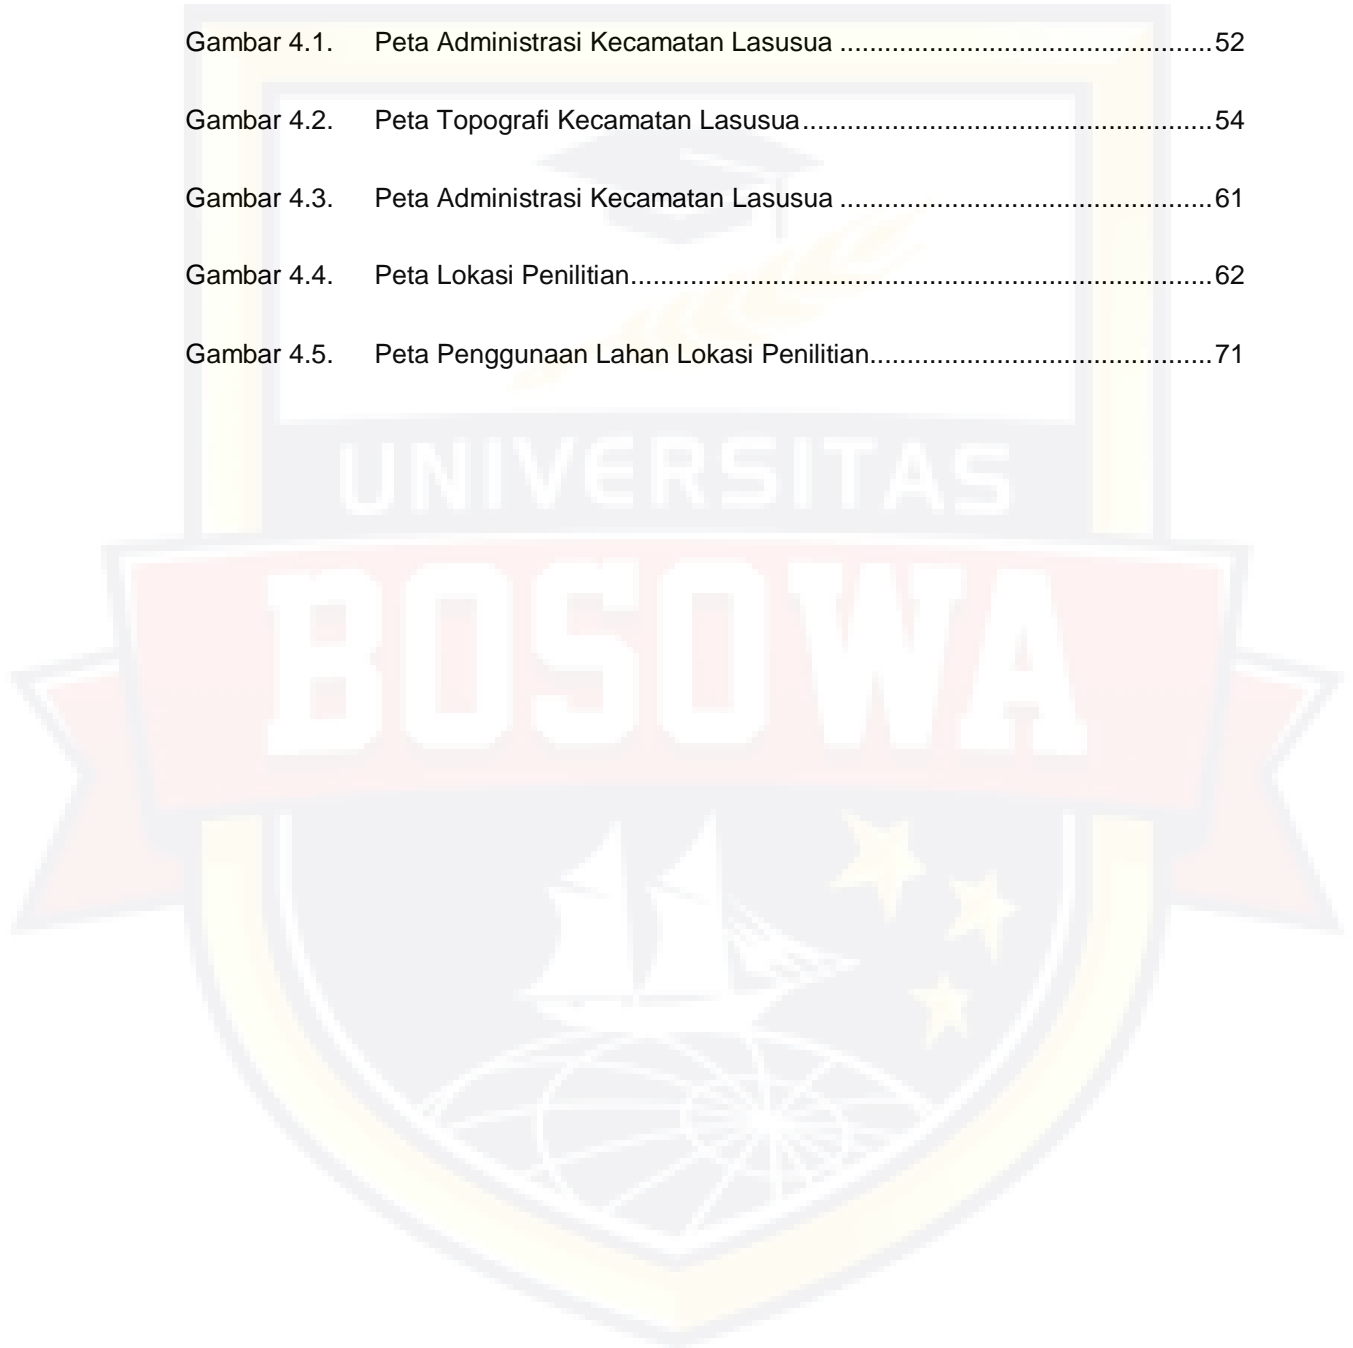 Gambar 4.1. Peta Administrasi Kecamatan Lasusua ..................................................52
Gambar 4.2. Peta Topografi Kecamatan Lasusua.......................................................54
Gambar 4.3. Peta Administrasi Kecamatan Lasusua ..................................................61
Gambar 4.4. Peta Lokasi Penilitian..............................................................................62
Gambar 4.5. Peta Penggunaan Lahan Lokasi Penilitian..............................................71
UNIVERSITAS
BOSOWA